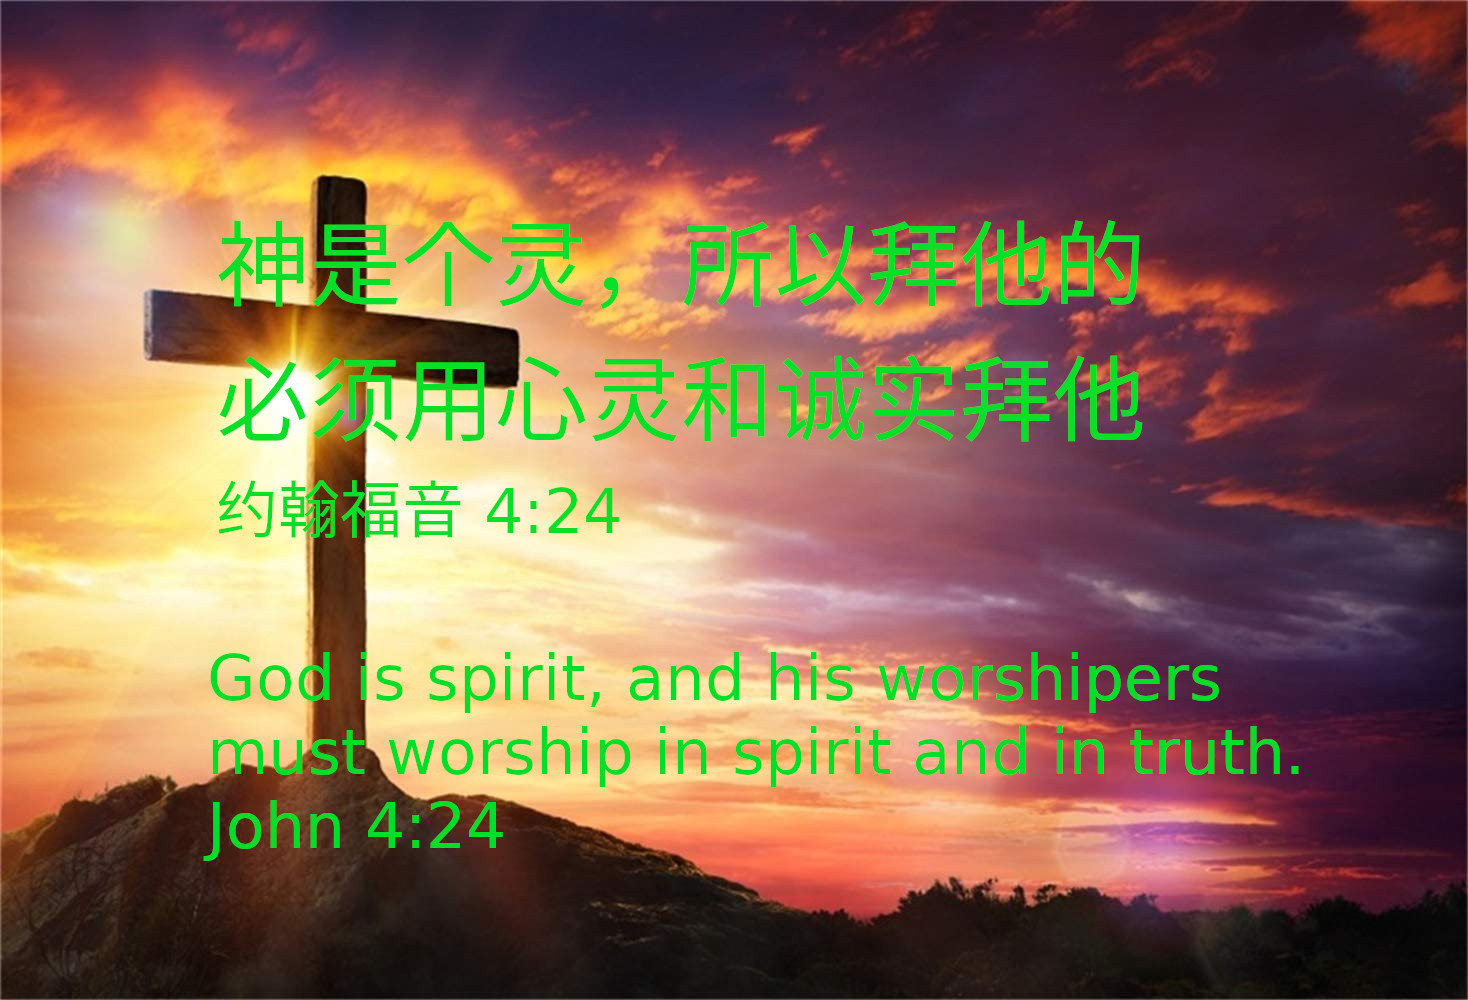 神是个灵，所以拜他的
必须用心灵和诚实拜他
约翰福音 4:24
God is spirit, and his worshipers
must worship in spirit and in truth.
John 4:24